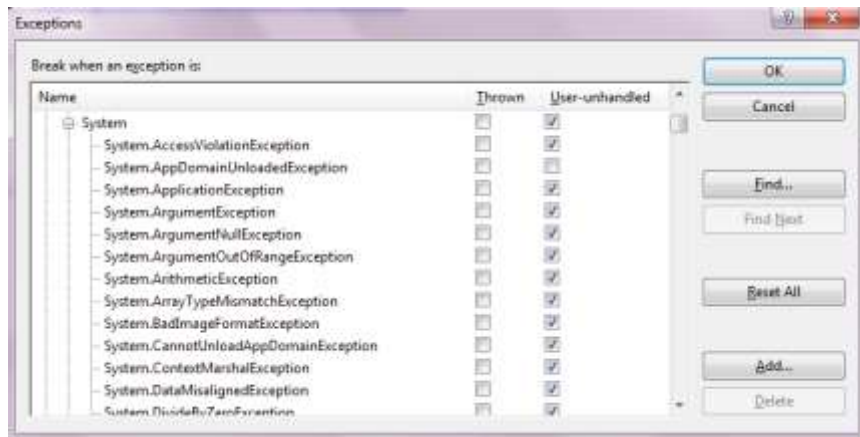 Exceptions
Break when an exception is:
Name Thrown User-unhandled
System
System.AccessViolationException
System.AppDomainUnloadedException
System.ApplicationException
System.ArgumentException
System.ArgumentNullException
System.ArgumentOutOfRangeException
System.ArithmeticException
System.ArrayTypeMismatchException
System.BadImageFormatException
System.CannotUnloadAppDomainException
System.ContextMarshalException
System.DataMisalignedException
System.DivideByZeroException
OK
Cancel
Find...
Find Next
Reset All
Add...
Delete